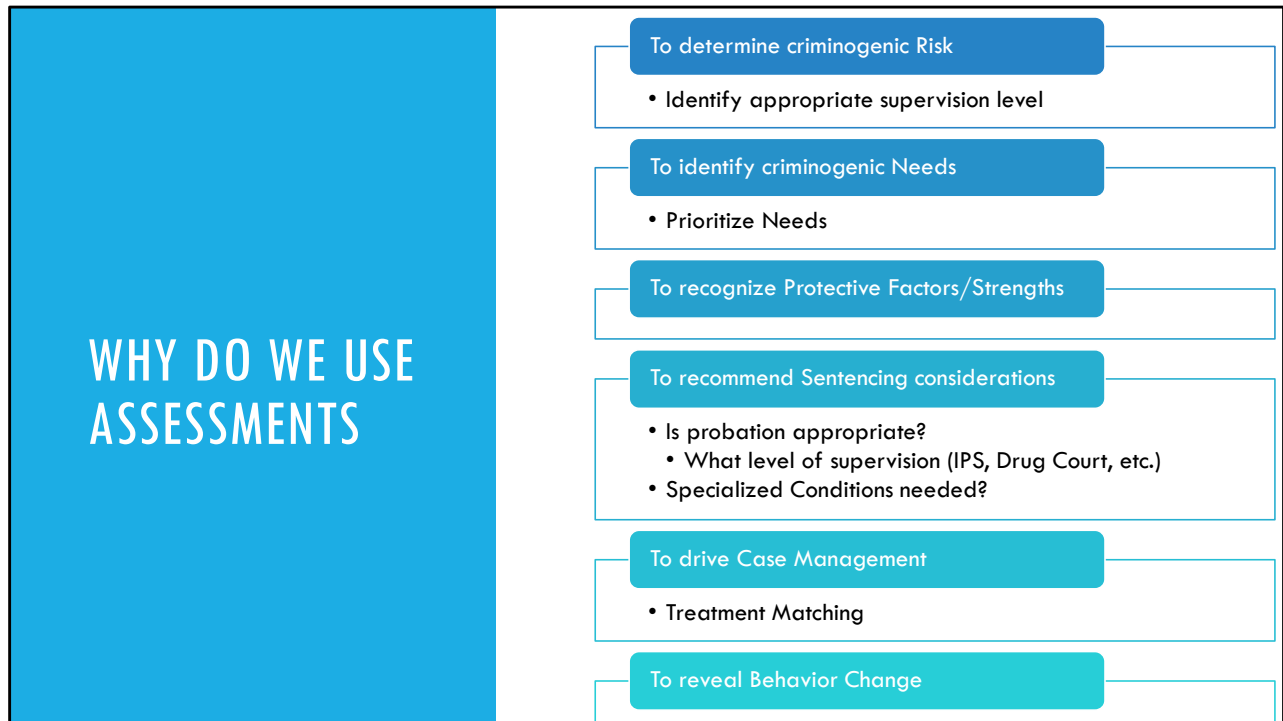 WHY DO WE USE
ASSESSMENTS
To determine criminogenic Risk
• Identify appropriate supervision level
To identify criminogenic Needs
• Prioritize Needs
To recognize Protective Factors/Strengths
To recommend Sentencing considerations
• Is probation appropriate?
• What level of supervision (IPS, Drug Court, etc.)
• Specialized Conditions needed?
To drive Case Management
• Treatment Matching
To reveal Behavior Change